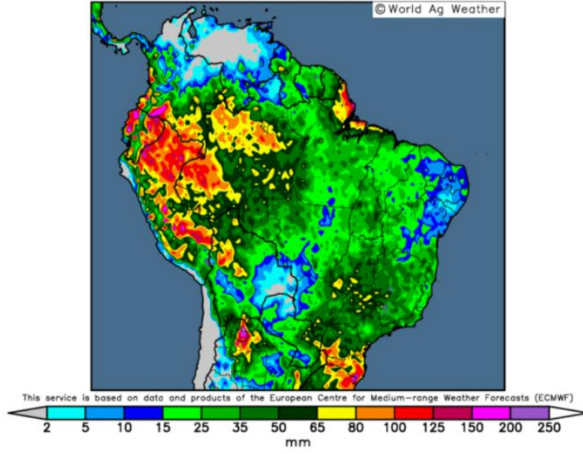 © World Ag Weather
This service is based on data and products of the European Centre for Medium-range Weather Forecasts (ECMWF)
2 5 10 15 25 35 50 65 80 100 125 150 200 250
mm